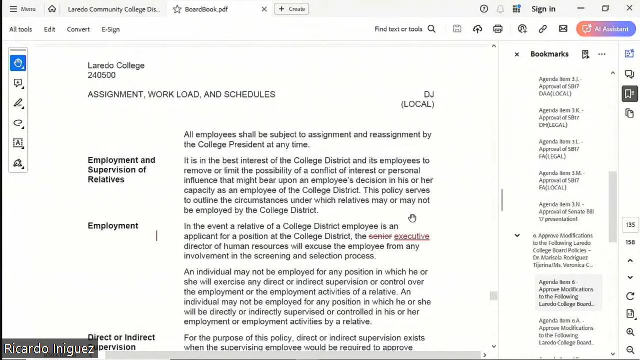 Menu
Laredo Community College Dist
BoardBook.pdf
Create
Sign in
All tools
Edit
Convert
E-Sign
Find text or tools
AI Assistant
Laredo College
240500
ASSIGNMENT, WORK LOAD, AND SCHEDULES
DJ
(LOCAL)
All employees shall be subject to assignment and reassignment by
the College President at any time.
Employment and
Supervision of
Relatives
It is in the best interest of the College District and its employees to
remove or limit the possibility of a conflict of interest or personal
influence that might bear upon an employee's decision in his or her
capacity as an employee of the College District. This policy serves
to outline the circumstances under which relatives may or may not
be employed by the College District.
Employment
In the event a relative of a College District employee is an
applicant for a position at the College District, the senior executive
director of human resources will excuse the employee from any
involvement in the screening and selection process.
An individual may not be employed for any position in which he or
she will exercise any direct or indirect supervision or control over
the employment or the employment activities of a relative. An
individual may not be employed for any position in which he or she
will be directly or indirectly supervised or controlled in his or her
employment or employment activities by a relative.
Direct or Indirect
Supervision
For the purpose of this policy, direct or indirect supervision exists
when the supervising employee would be required to approve
Bookmarks
Agenda Item 3.J. -
Approval of SB17
DAA(LOCAL)
Agenda Item 3.K. -
Approval of SB17
DH(LEGAL)
Agenda Item 3.L. -
Approval of SB17
FA(LEGAL)
Agenda Item 3.M. -
Approval of SB17
FA(LOCAL)
Agenda Item 3.N. -
Approval of Senate Bill
17 presentation
6. Approve Modifications
to the Following Laredo
College Board Policies –
Dr. Marisela Rodriguez
Tijerina/Ms. Veronica C...
Agenda Item 6 -
Approve Modifications
to the Following Laredo
College Board...
Agenda Item 6.A -
Approve Modifications
to the Following
Laredo College Board...
135
158
Ricardo Iniguez